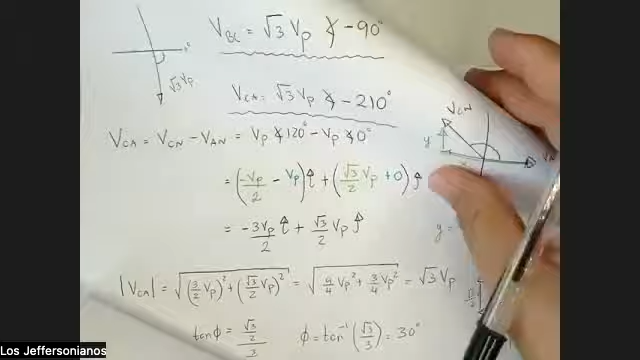 V_BC = √3 V_P ∡ -90°
0°
√3 V_P
V_CA = √3 V_P ∡ -210°
V_CA = V_CN - V_AN = V_P ∡120° - V_P ∡0°
V_CN
y
x
= (-V_P/2 - V_P) î + (√3/2 V_P + 0) ĵ
= -3V_P/2 î + √3/2 V_P ĵ
y =
|V_CA| = √((3/2 V_P)² + (√3/2 V_P)²) = √(9/4 V_P² + 3/4 V_P²) = √3 V_P
tan ϕ = √3/2 / 3 ϕ = tan⁻¹(√3/3) = 30°
Los Jeffersonianos